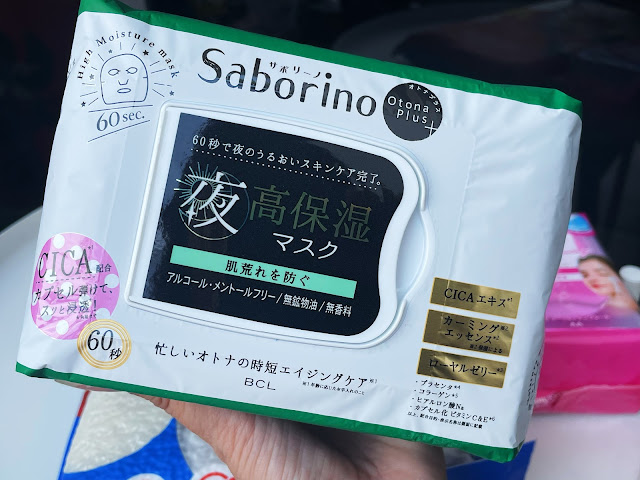 High Moisture mask
60sec.
サボリーノ
Saborino
オトナプラス
Otona
Plus
+
60秒で夜のうるおいスキンケア完了。
夜 高保湿
マスク
肌荒れを防ぐ
アルコール・メントールフリー/無鉱物油/無香料
CICA配合
カプセル弾けて、
スッと浸透!
60秒
忙しいオトナの時短エイジングケア
BCL
CICAエキス
カーミング
エッセンス
ローヤルゼリー
・プラセンタ
・コラーゲン
・ヒアルロン酸Na
・カプセル化 ビタミンC&E